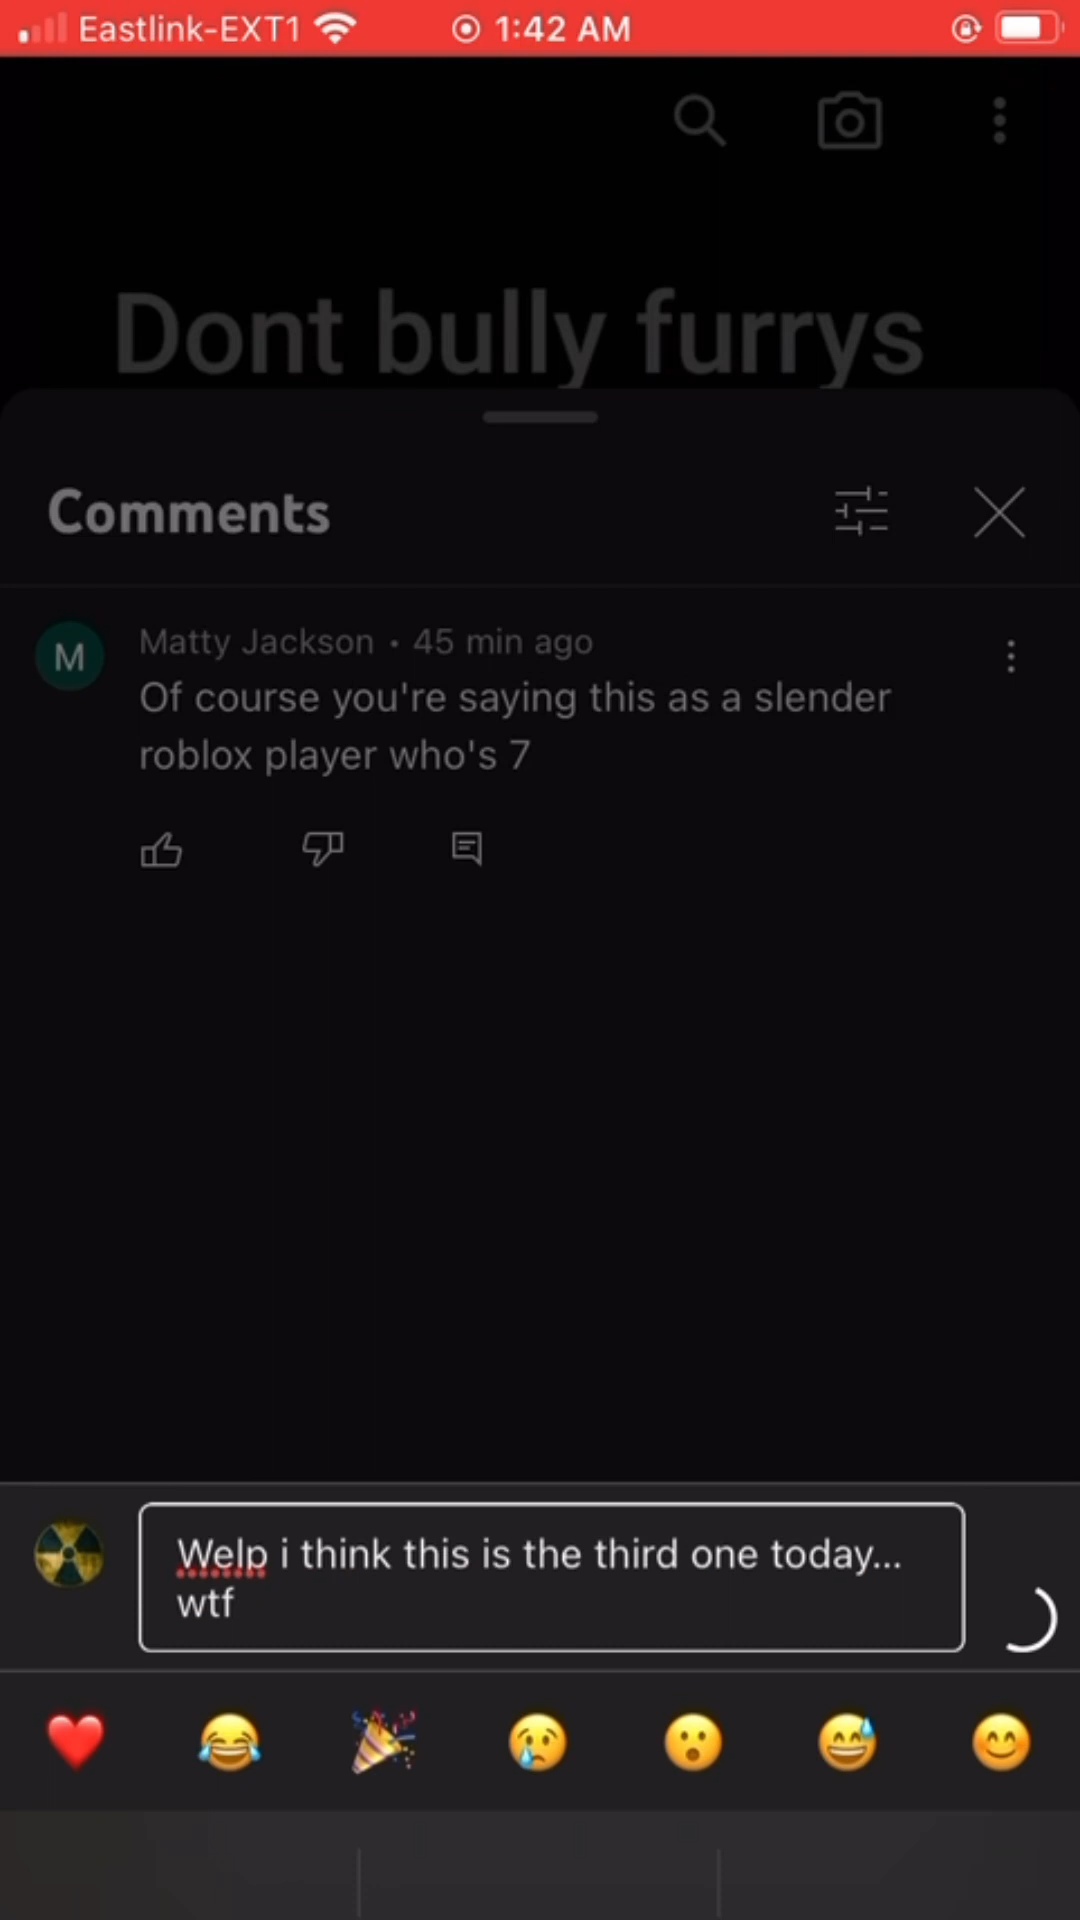 Eastlink-EXT1 1:42 AM
Dont bully furrys
Comments
M
Matty Jackson • 45 min ago
Of course you're saying this as a slender
roblox player who's 7
Welp i think this is the third one today...
wtf